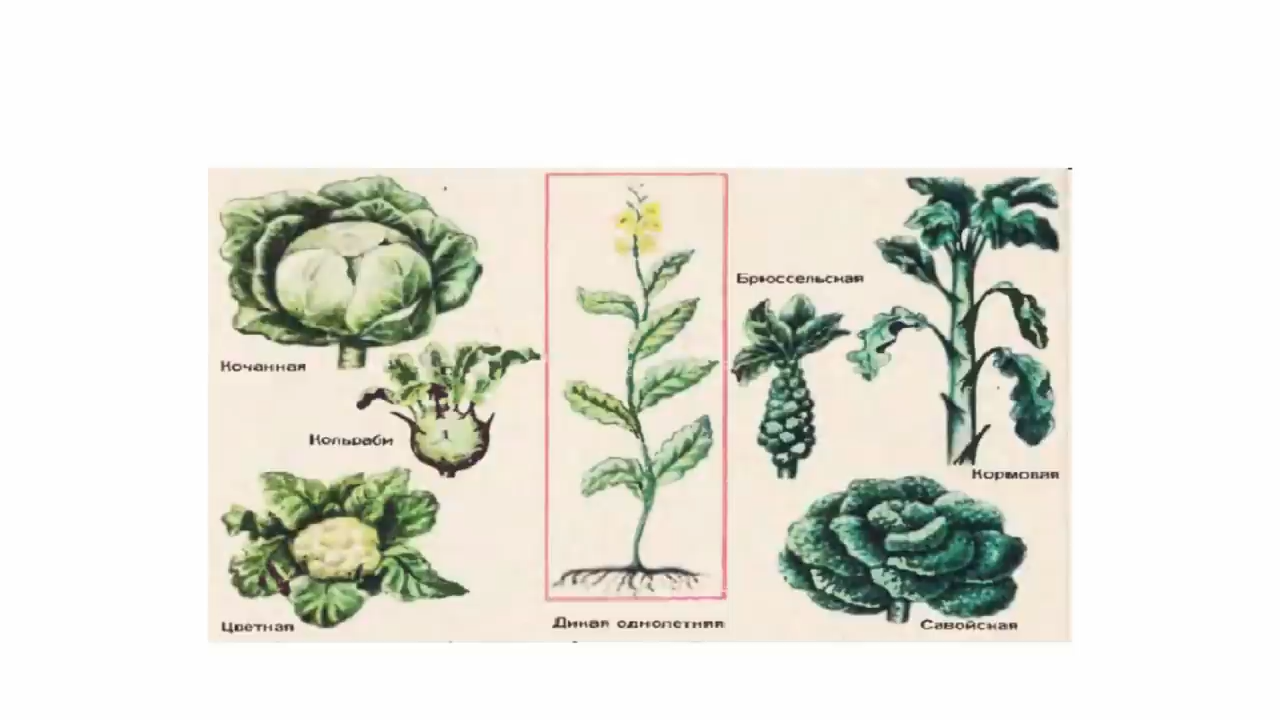 Кочанная
Кольраби
Цветная
Дикая однолетняя
Брюссельская
Кормовая
Савойская